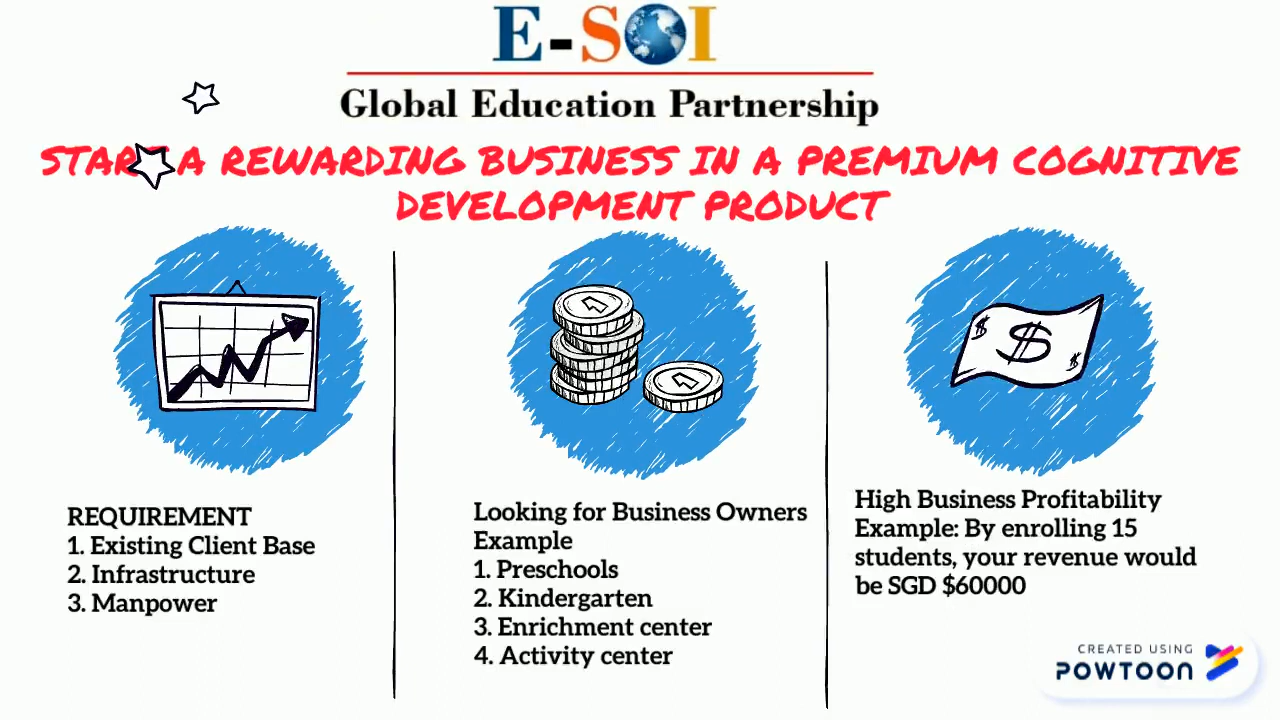 E-SOI
Global Education Partnership
START A REWARDING BUSINESS IN A PREMIUM COGNITIVE
DEVELOPMENT PRODUCT
REQUIREMENT
1. Existing Client Base
2. Infrastructure
3. Manpower
Looking for Business Owners
Example
1. Preschools
2. Kindergarten
3. Enrichment center
4. Activity center
High Business Profitability
Example: By enrolling 15
students, your revenue would
be SGD $60000
CREATED USING
POWTOON